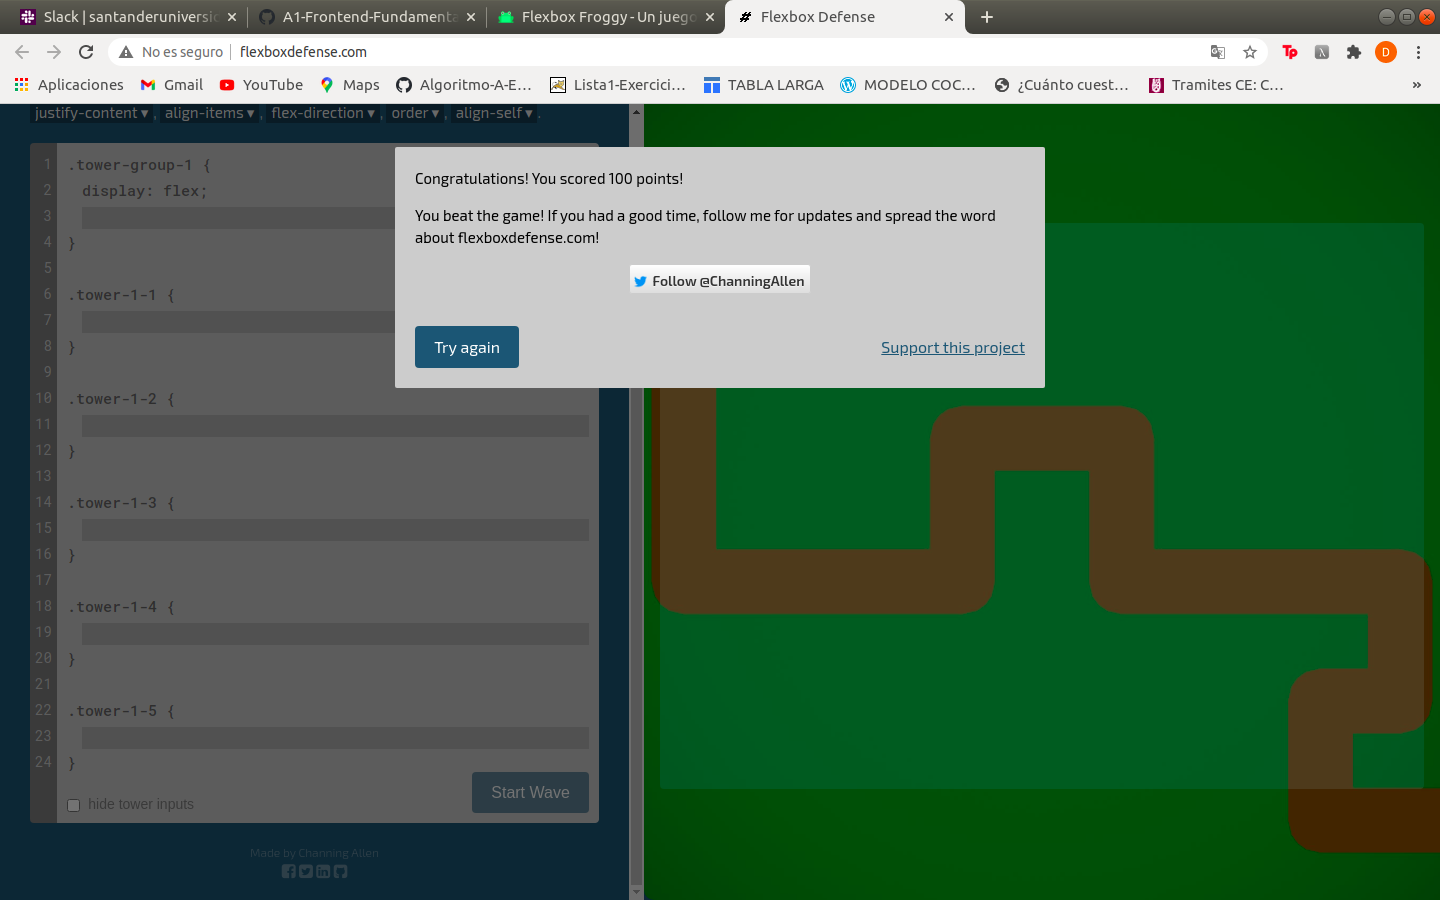 Slack | santanderuniversi
A1-Frontend-Fundamenta
Flexbox Froggy - Un juego
Flexbox Defense
No es seguro
flexboxdefense.com
D
Aplicaciones
Gmail
YouTube
Maps
Algoritmo-A-E…
Lista1-Exercici…
TABLA LARGA
MODELO COC…
¿Cuánto cuest…
Tramites CE: C…
»
justify-content ▾, align-items ▾, flex-direction ▾, order ▾, align-self ▾.
1 .tower-group-1 {
2 display: flex;
3
4 }
5
6 .tower-1-1 {
7
8 }
9
10 .tower-1-2 {
11
12 }
13
14 .tower-1-3 {
15
16 }
17
18 .tower-1-4 {
19
20 }
21
22 .tower-1-5 {
23
24 }
hide tower inputs
Start Wave
Made by Channing Allen
Congratulations! You scored 100 points!
You beat the game! If you had a good time, follow me for updates and spread the word
about flexboxdefense.com!
Follow @ChanningAllen
Try again
Support this project